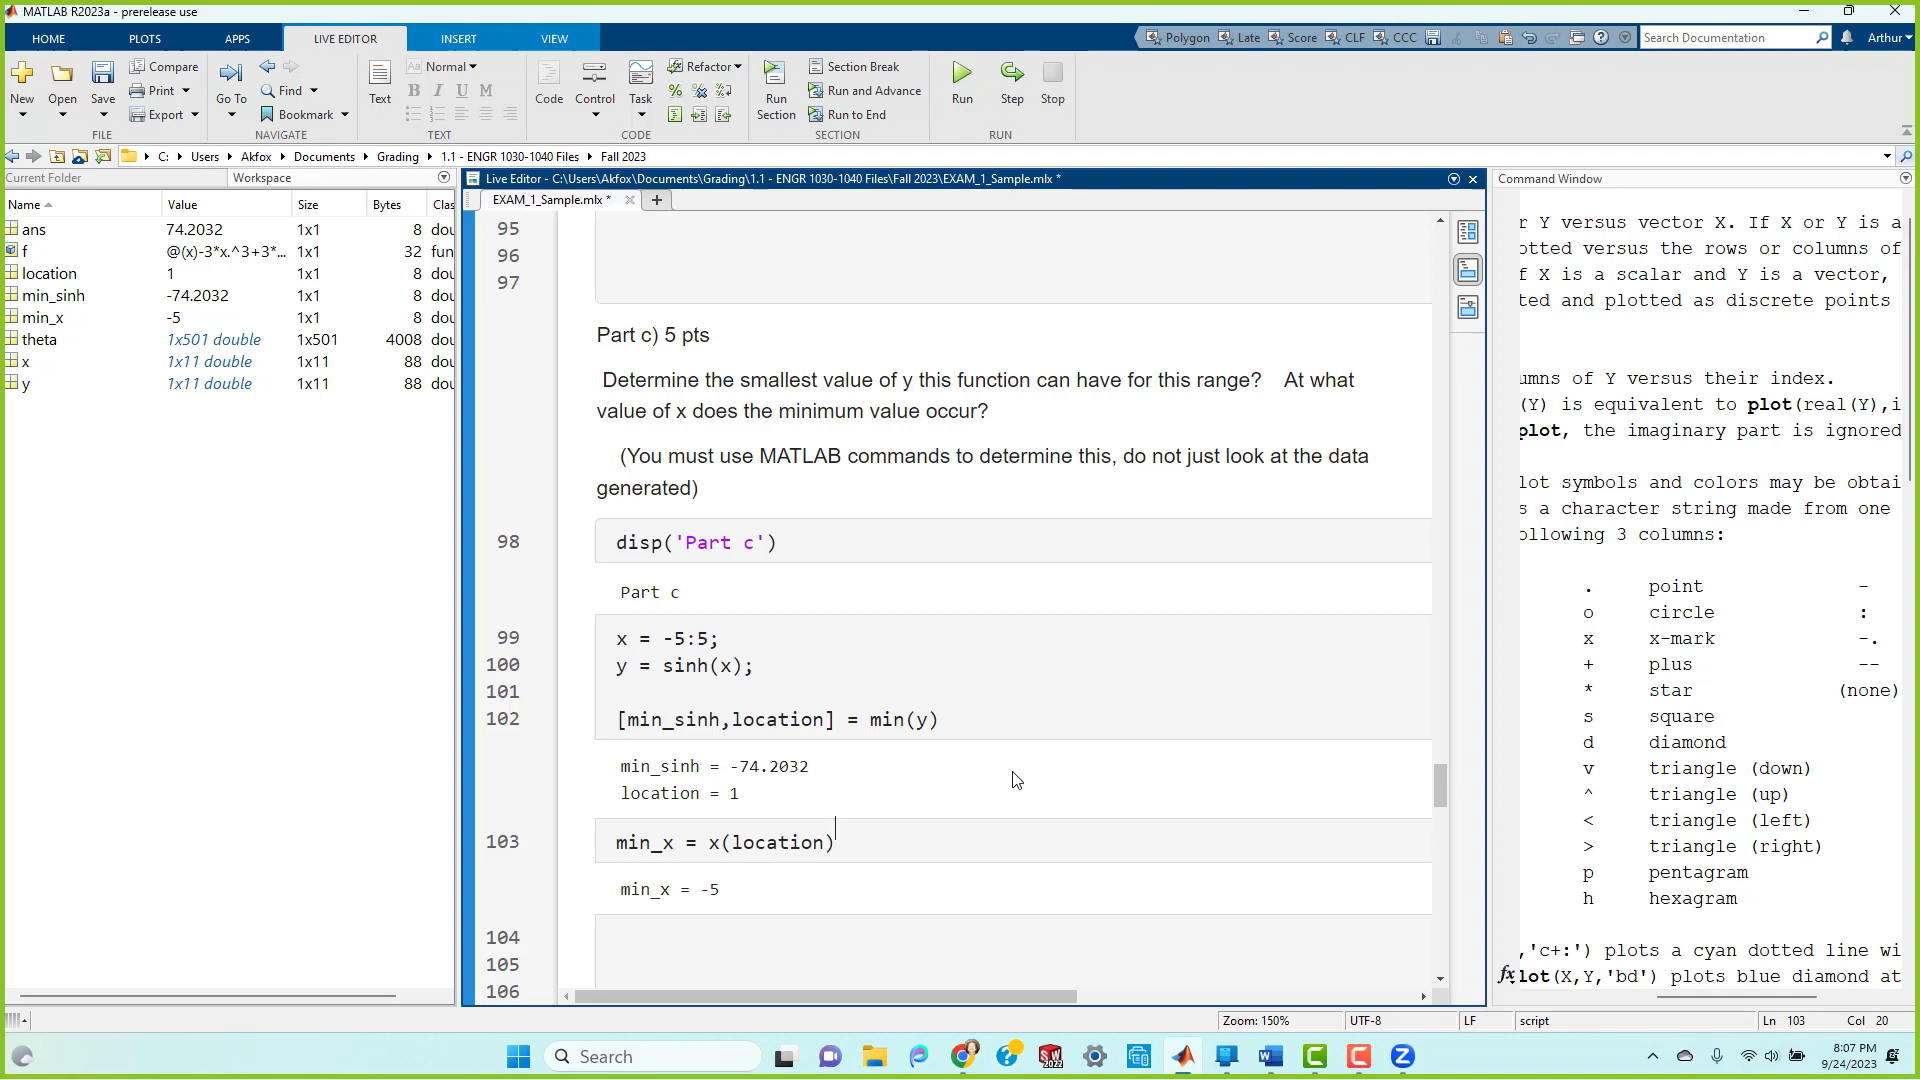 MATLAB R2023a - prerelease use
HOME PLOTS APPS LIVE EDITOR INSERT VIEW
Polygon Late Score CLF CCC Search Documentation Arthur
New Open Save Compare Print Export
FILE
Go To Find Bookmark
NAVIGATE
Text Aa Normal B I U M
TEXT
Code Control Task Refactor
CODE
Run Section Section Break Run and Advance Run to End
SECTION
Run Step Stop
RUN
C: Users Akfox Documents Grading 1.1 - ENGR 1030-1040 Files Fall 2023
Current Folder Workspace
Name Value Size Bytes Clas
ans 74.2032 1x1 8 dou
f @(x)-3*x.^3+3*... 1x1 32 fun
location 1 1x1 8 dou
min_sinh -74.2032 1x1 8 dou
min_x -5 1x1 8 dou
theta 1x501 double 1x501 4008 dou
x 1x11 double 1x11 88 dou
y 1x11 double 1x11 88 dou
Live Editor - C:\Users\Akfox\Documents\Grading\1.1 - ENGR 1030-1040 Files\Fall 2023\EXAM_1_Sample.mlx *
EXAM_1_Sample.mlx *
95
96
97
Part c) 5 pts
Determine the smallest value of y this function can have for this range? At what
value of x does the minimum value occur?
(You must use MATLAB commands to determine this, do not just look at the data
generated)
98 disp('Part c')
Part c
99 x = -5:5;
100 y = sinh(x);
101
102 [min_sinh,location] = min(y)
min_sinh = -74.2032
location = 1
103 min_x = x(location)
min_x = -5
104
105
106
Command Window
r Y versus vector X. If X or Y is a
otted versus the rows or columns of
f X is a scalar and Y is a vector,
ted and plotted as discrete points
umns of Y versus their index.
(Y) is equivalent to plot(real(Y),i
plot, the imaginary part is ignored
lot symbols and colors may be obtai
s a character string made from one
ollowing 3 columns:
. point -
o circle :
x x-mark -.
+ plus --
* star (none)
s square
d diamond
v triangle (down)
^ triangle (up)
< triangle (left)
> triangle (right)
p pentagram
h hexagram
,'c+:') plots a cyan dotted line wi
fx lot(X,Y,'bd') plots blue diamond at
Zoom: 150% UTF-8 LF script Ln 103 Col 20
Search
8:07 PM
9/24/2023